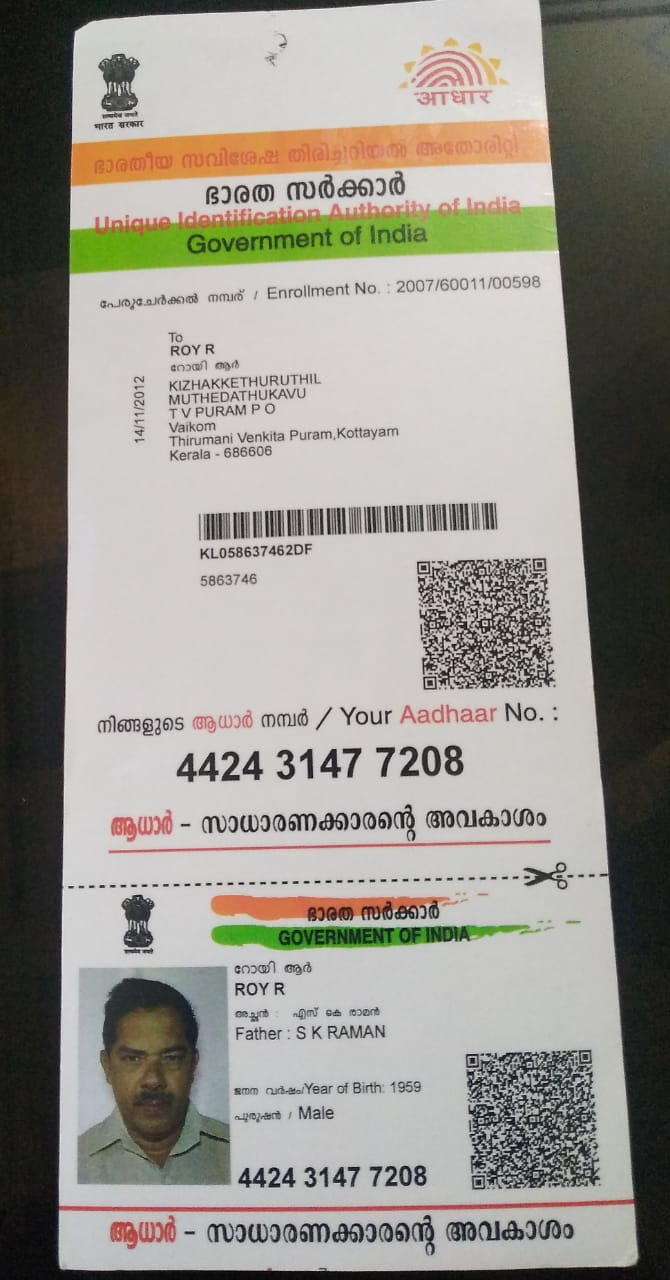 आधार
सत्यमेव जयते
भारत सरकार
ഭാരതീയ സവിശേഷ തിരിച്ചറിയൽ അതോറിറ്റി
ഭാരത സർക്കാർ
Unique Identification Authority of India
Government of India
പേരുചേർക്കൽ നമ്പര് / Enrollment No. : 2007/60011/00598
To
ROY R
റോയി ആർ
KIZHAKKETHURUTHIL
MUTHEDATHUKAVU
T V PURAM P O
Vaikom
Thirumani Venkita Puram,Kottayam
Kerala - 686606
14/11/2012
KL058637462DF
5863746
നിങ്ങളുടെ ആധാർ നമ്പർ / Your Aadhaar No. :
4424 3147 7208
ആധാർ - സാധാരണക്കാരന്റെ അവകാശം
सत्यमेव जयते
ഭാരത സർക്കാർ
GOVERNMENT OF INDIA
റോയി ആർ
ROY R
അച്ഛൻ : എസ് കെ രാമൻ
Father : S K RAMAN
ജനന വർഷം/Year of Birth: 1959
പുരുഷൻ / Male
4424 3147 7208
ആധാർ - സാധാരണക്കാരന്റെ അവകാശം